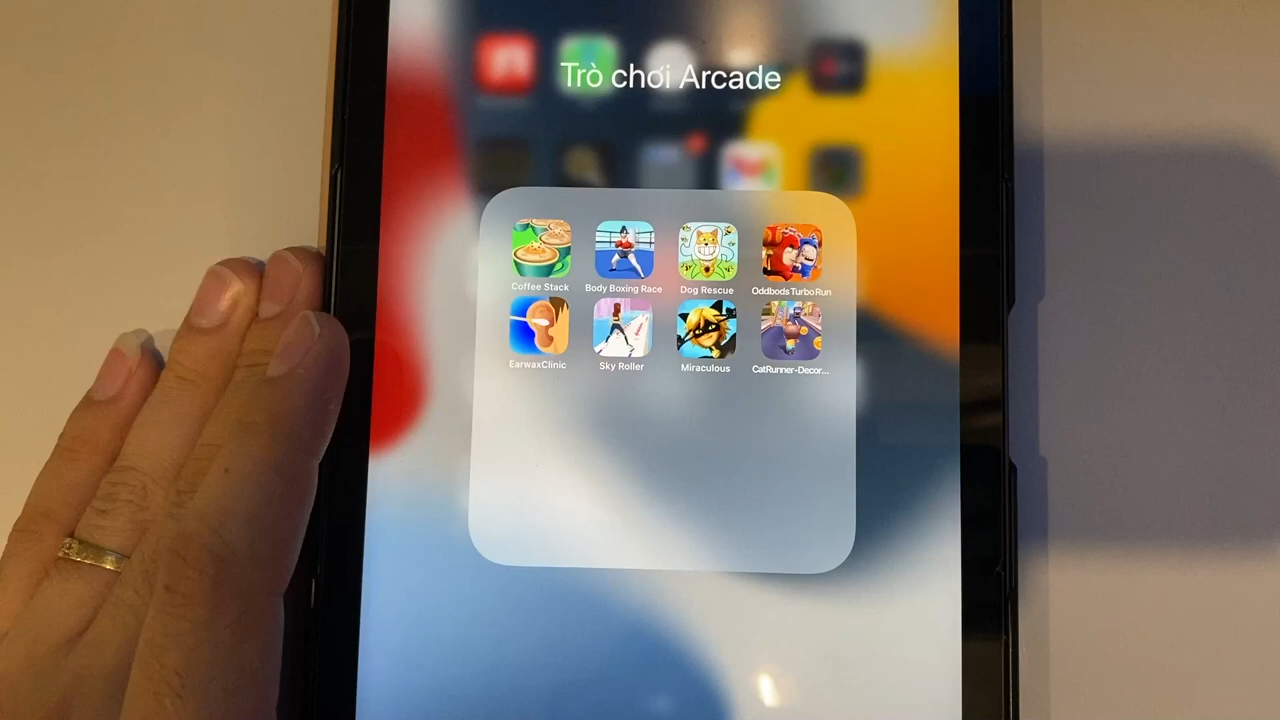 Trò chơi Arcade
Coffee Stack
Body Boxing Race
Dog Rescue
Oddbods Turbo Run
EarwaxClinic
Sky Roller
Miraculous
CatRunner-Decor...